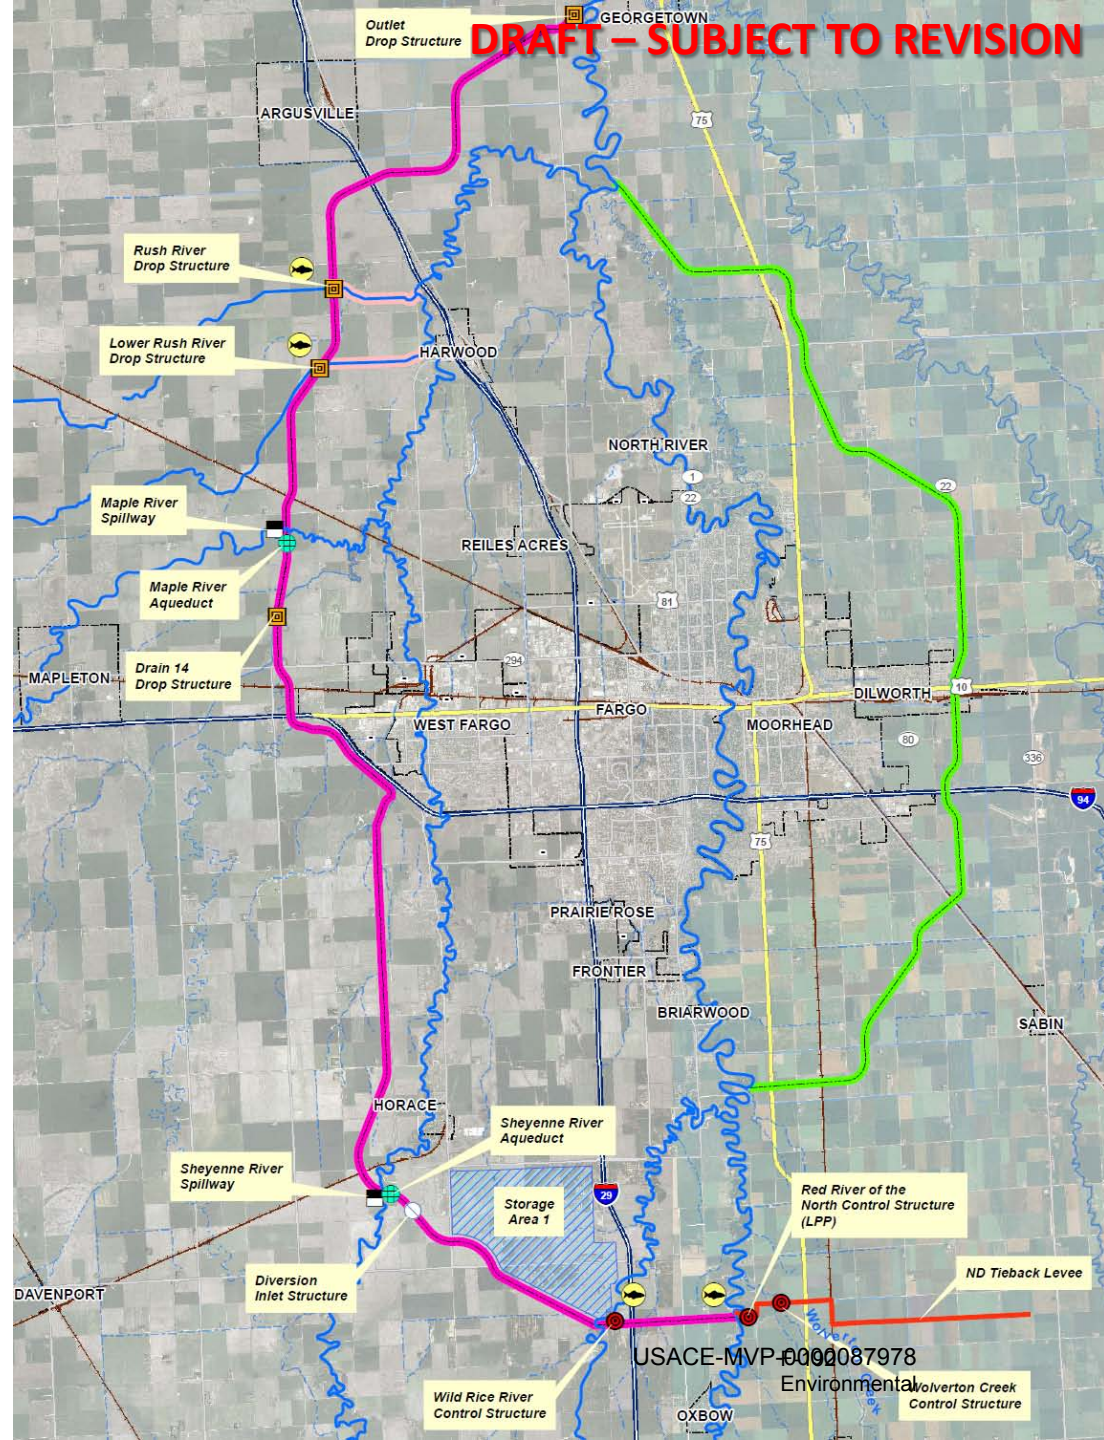 Outlet
Drop Structure
GEORGETOWN
DRAFT – SUBJECT TO REVISION
ARGUSVILLE
75
Rush River
Drop Structure
Lower Rush River
Drop Structure
HARWOOD
NORTH RIVER
1
22
22
Maple River
Spillway
REILES ACRES
Maple River
Aqueduct
81
294
Drain 14
Drop Structure
MAPLETON
DILWORTH
10
FARGO
WEST FARGO
MOORHEAD
80
336
94
75
PRAIRIE ROSE
FRONTIER
BRIARWOOD
SABIN
HORACE
Sheyenne River
Aqueduct
Sheyenne River
Spillway
Storage
Area 1
29
Red River of the
North Control Structure
(LPP)
ND Tieback Levee
Diversion
Inlet Structure
DAVENPORT
Wolverton
Creek
USACE-MVP-0000087978
Environmental
Wild Rice River
Control Structure
Wolverton Creek
Control Structure
OXBOW